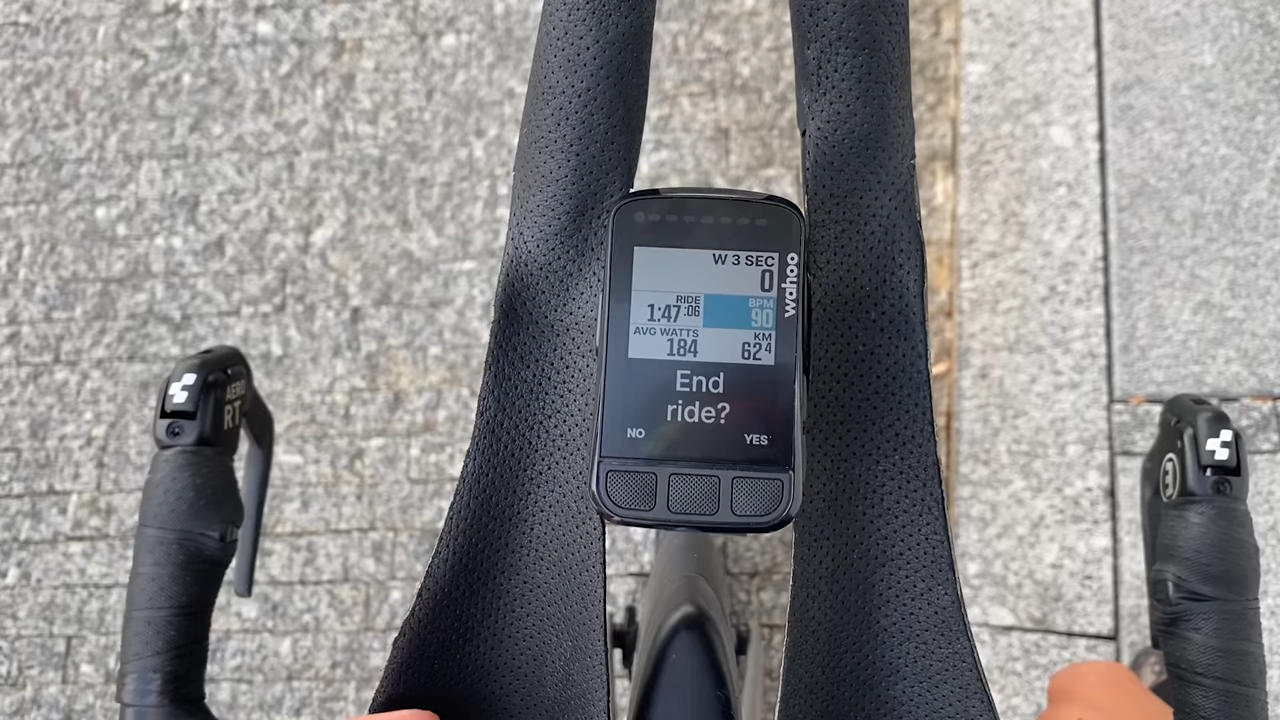 W 3 SEC
0
RIDE BPM
1:47:06 90
AVG WATTS KM
184 62 4
End
ride?
NO YES
wahoo
AERO
RT